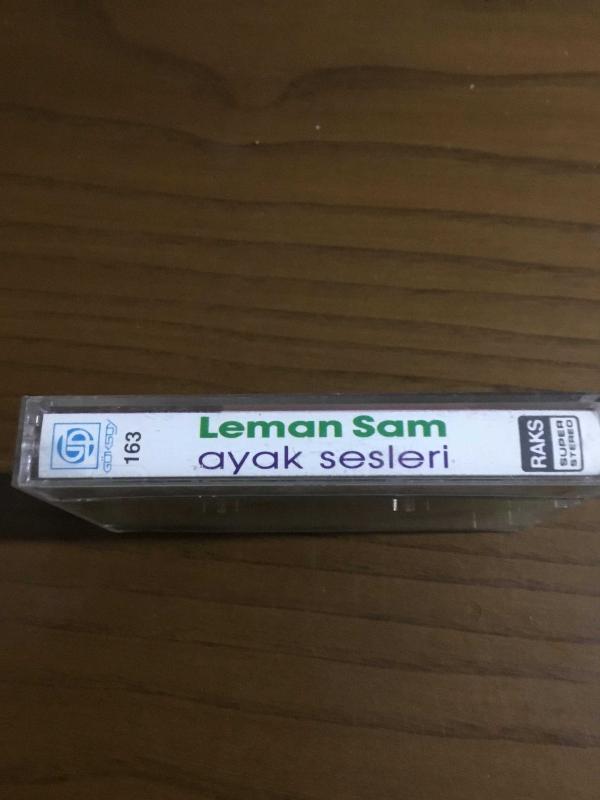 GÖKSOY
163
Leman Sam
ayak sesleri
RAKS
SUPER
STEREO